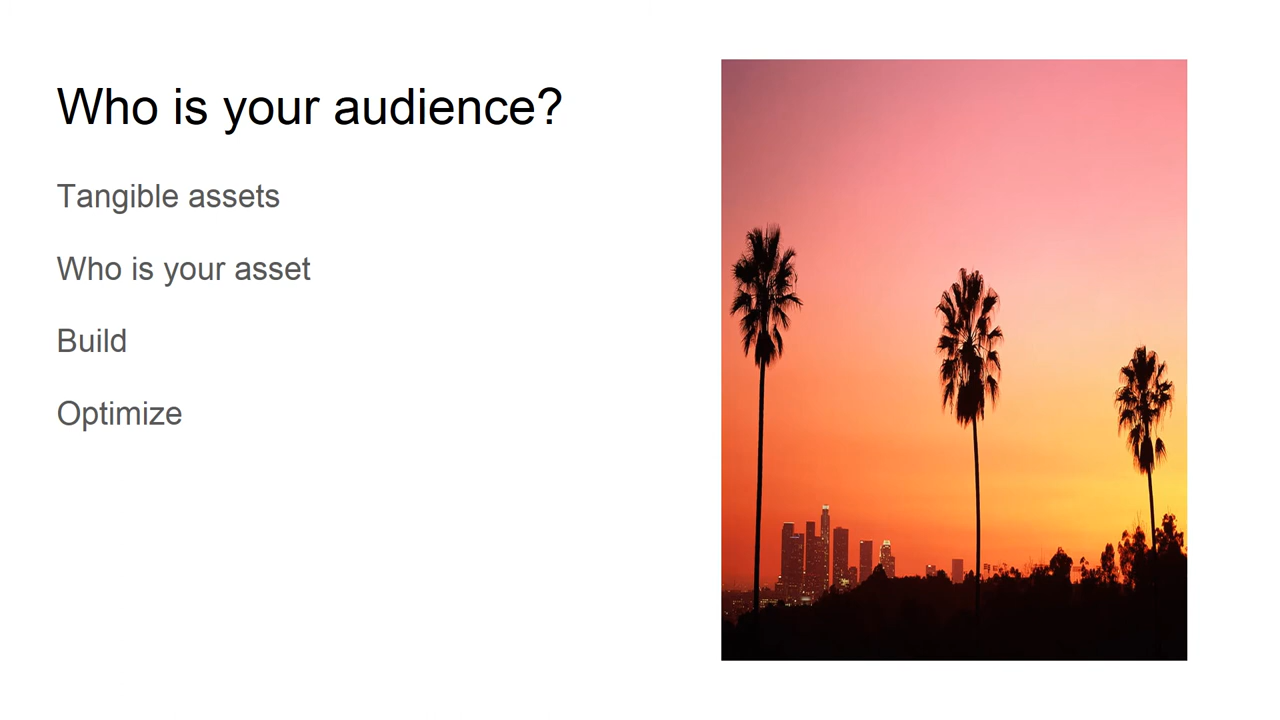 Who is your audience?
Tangible assets
Who is your asset
Build
Optimize